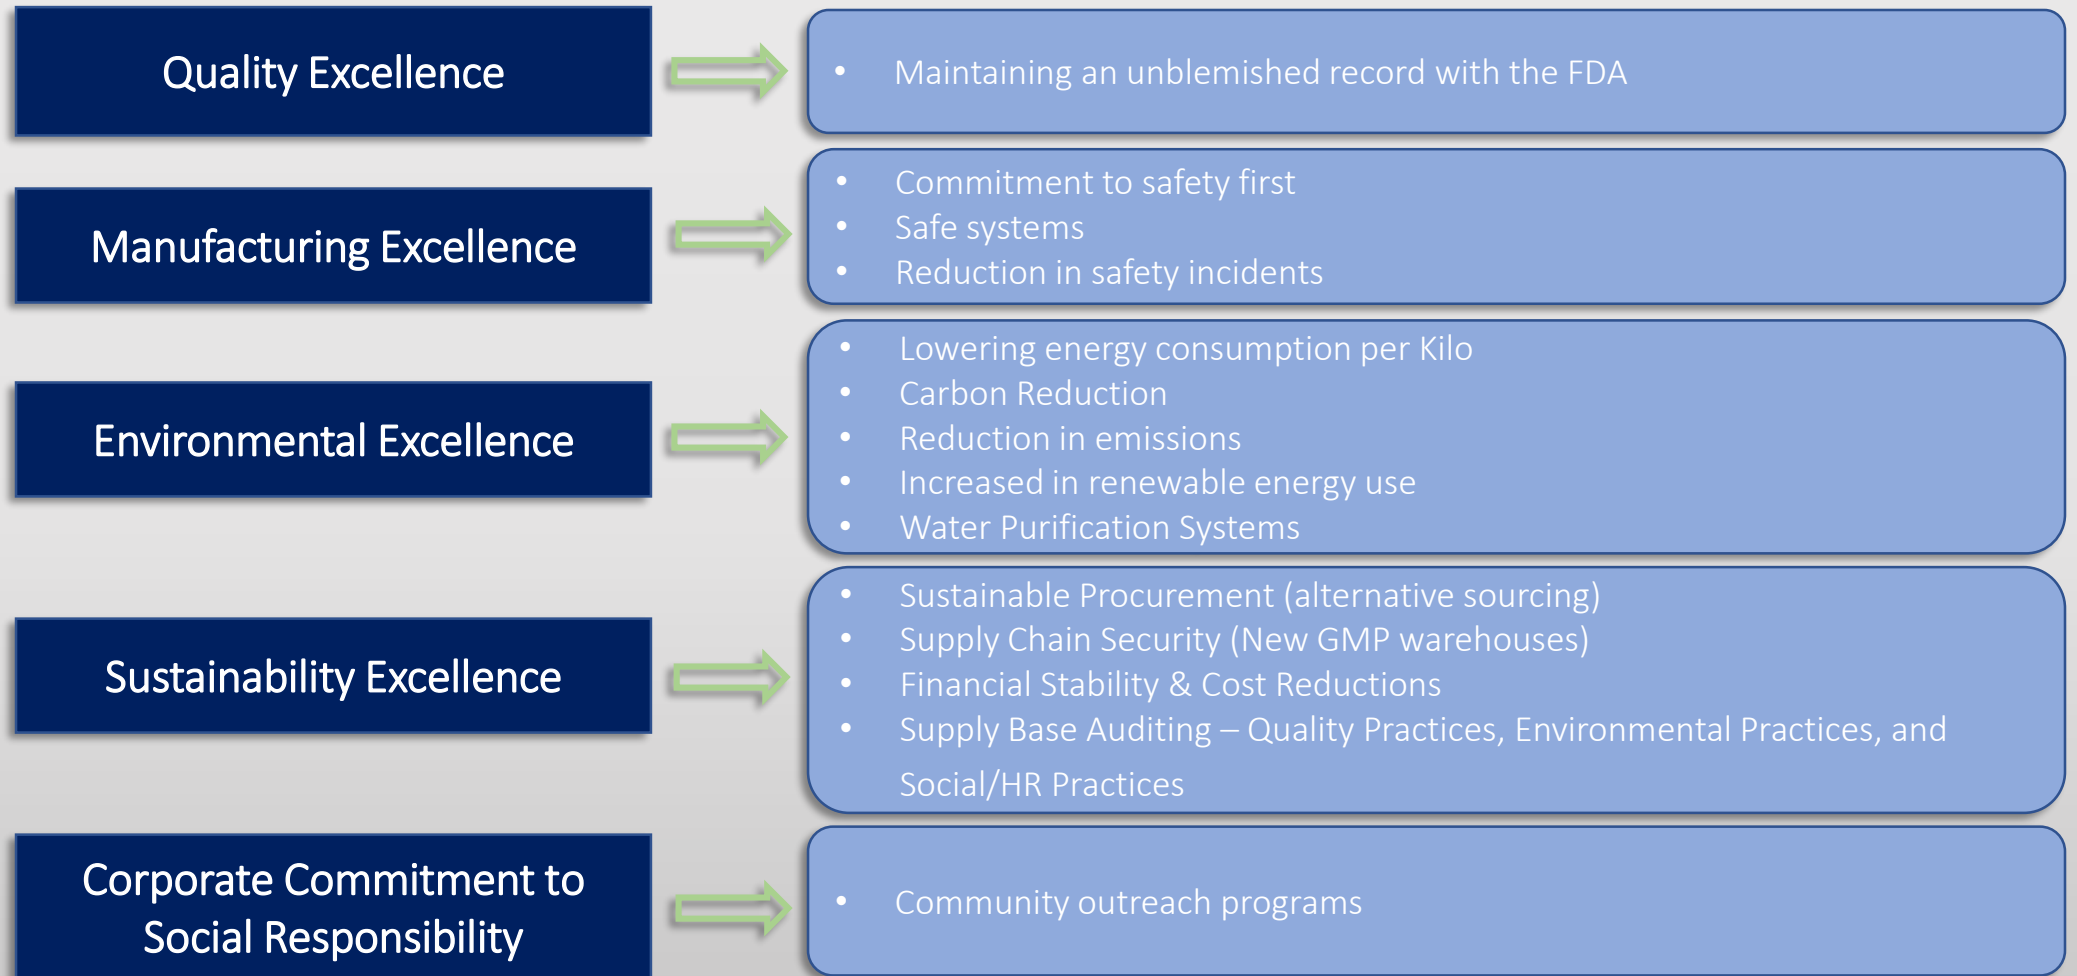 Quality Excellence
• Maintaining an unblemished record with the FDA
Manufacturing Excellence
• Commitment to safety first
• Safe systems
• Reduction in safety incidents
Environmental Excellence
• Lowering energy consumption per Kilo
• Carbon Reduction
• Reduction in emissions
• Increased in renewable energy use
• Water Purification Systems
Sustainability Excellence
• Sustainable Procurement (alternative sourcing)
• Supply Chain Security (New GMP warehouses)
• Financial Stability & Cost Reductions
• Supply Base Auditing – Quality Practices, Environmental Practices, and
Social/HR Practices
Corporate Commitment to
Social Responsibility
• Community outreach programs